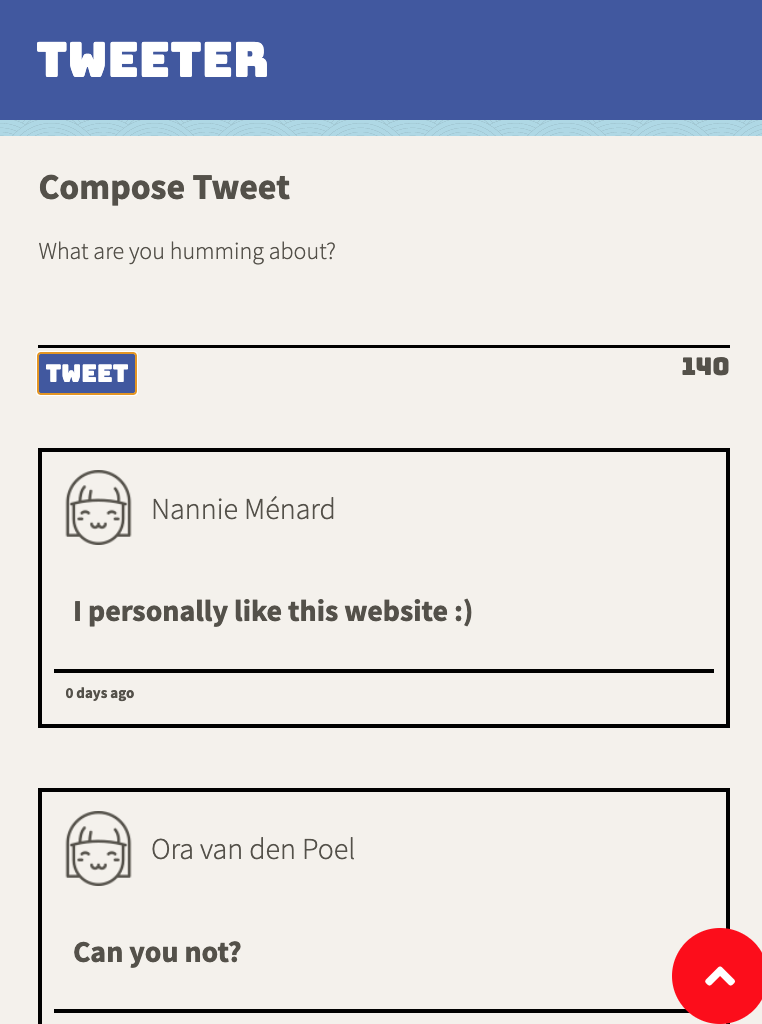 TWEETER
Compose Tweet
What are you humming about?
TWEET
140
Nannie Ménard
I personally like this website :)
0 days ago
Ora van den Poel
Can you not?